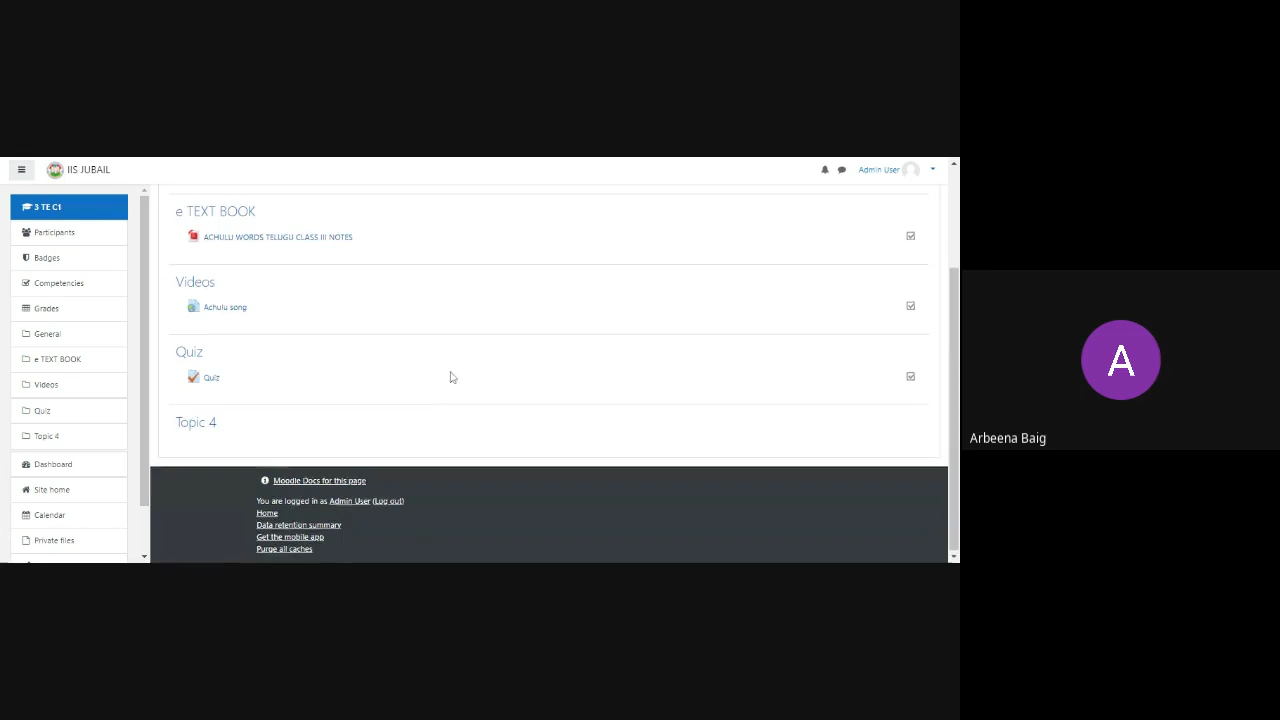 IIS JUBAIL
Admin User
3 TE C1
Participants
Badges
Competencies
Grades
General
e TEXT BOOK
Videos
Quiz
Topic 4
Dashboard
Site home
Calendar
Private files
e TEXT BOOK
ACHULU WORDS TELUGU CLASS III NOTES
Videos
Achulu song
Quiz
Quiz
Topic 4
Moodle Docs for this page
You are logged in as Admin User (Log out)
Home
Data retention summary
Get the mobile app
Purge all caches
A
Arbeena Baig